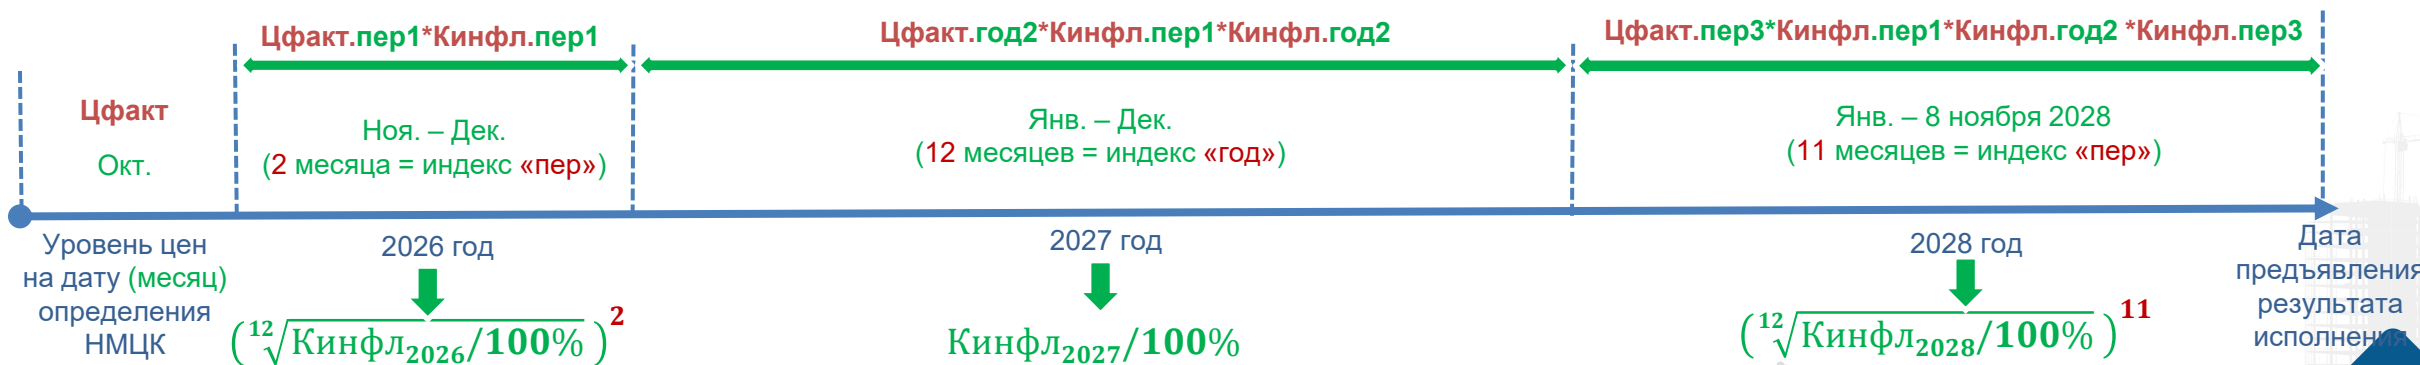 Цфакт.пер1*Кинфл.пер1
Цфакт.год2*Кинфл.пер1*Кинфл.год2
Цфакт.пер3*Кинфл.пер1*Кинфл.год2 *Кинфл.пер3
Цфакт
Окт.
Ноя. – Дек.
(2 месяца = индекс «пер»)
Янв. – Дек.
(12 месяцев = индекс «год»)
Янв. – 8 ноября 2028
(11 месяцев = индекс «пер»)
Уровень цен
на дату (месяц)
определения
НМЦК
2026 год
(¹²√Кинфл₂₀₂₆/100% )²
2027 год
Кинфл₂₀₂₇/100%
2028 год
(¹²√Кинфл₂₀₂₈/100% )¹¹
Дата
предъявления
результата
исполнения